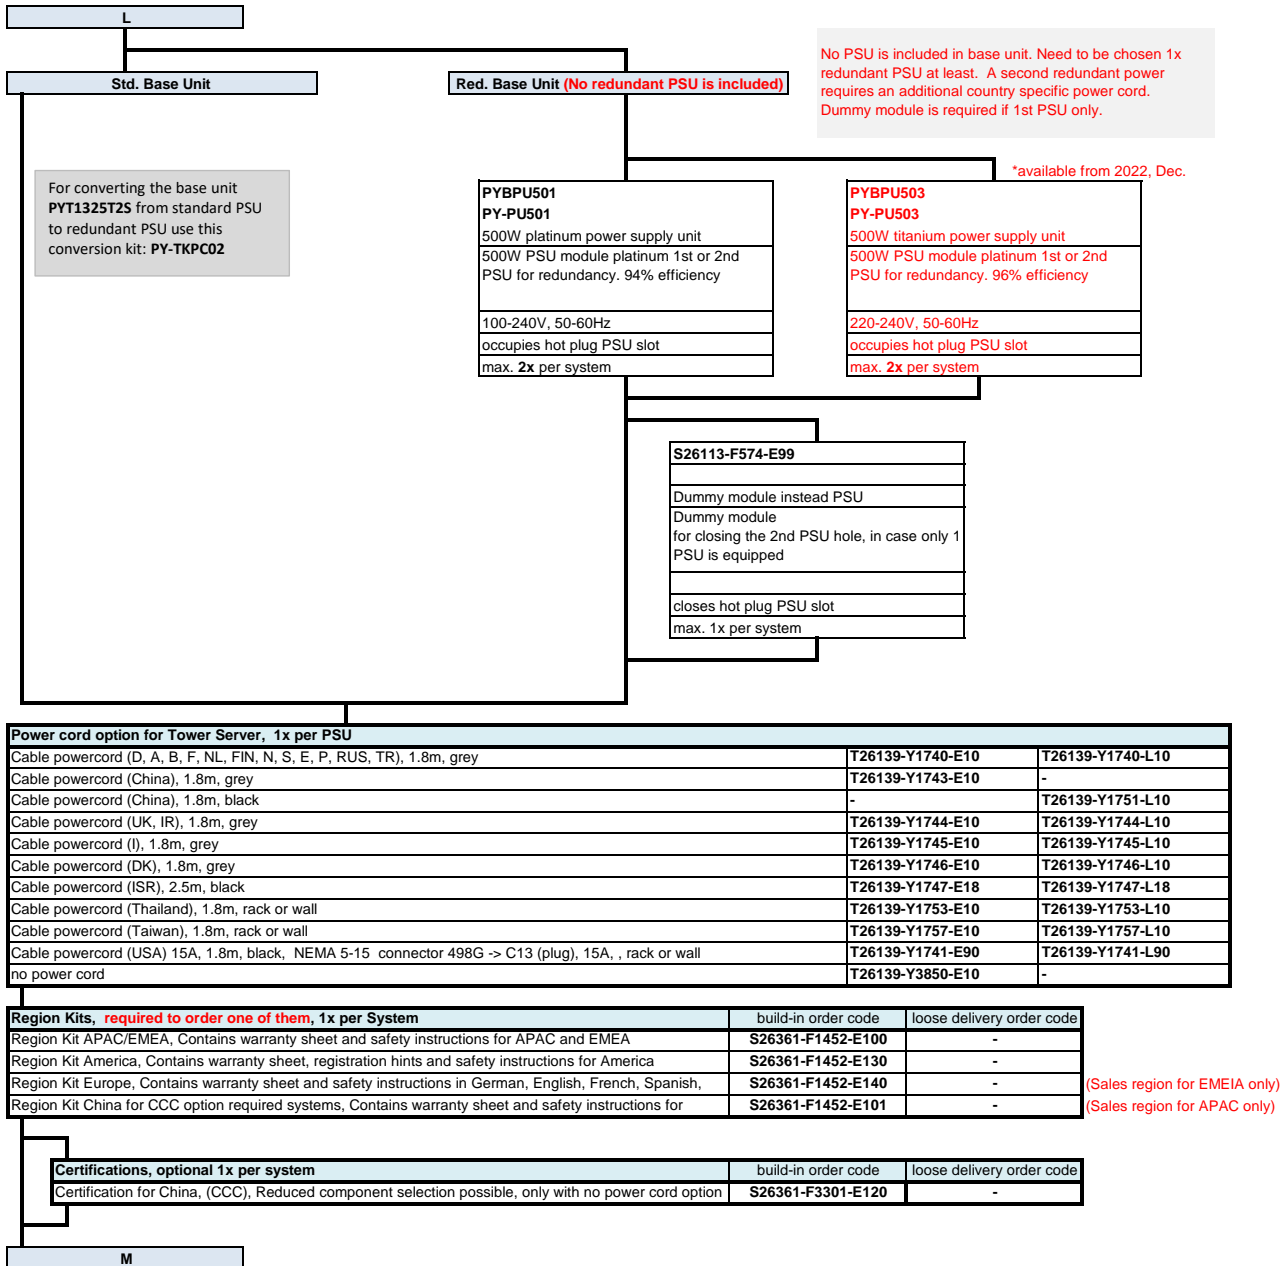 L
Std. Base Unit
Red. Base Unit (No redundant PSU is included)
No PSU is included in base unit. Need to be chosen 1x
redundant PSU at least.  A second redundant power
requires an additional country specific power cord.
Dummy module is required if 1st PSU only.
For converting the base unit
PYT1325T2S from standard PSU
to redundant PSU use this
conversion kit: PY-TKPC02
*available from 2022, Dec.
PYBPU501
PY-PU501
500W platinum power supply unit
500W PSU module platinum 1st or 2nd
PSU for redundancy. 94% efficiency
100-240V, 50-60Hz
occupies hot plug PSU slot
max. 2x per system
PYBPU503
PY-PU503
500W titanium power supply unit
500W PSU module platinum 1st or 2nd
PSU for redundancy. 96% efficiency
220-240V, 50-60Hz
occupies hot plug PSU slot
max. 2x per system
S26113-F574-E99
Dummy module instead PSU
Dummy module
for closing the 2nd PSU hole, in case only 1
PSU is equipped
closes hot plug PSU slot
max. 1x per system
Power cord option for Tower Server,  1x per PSU
Cable powercord (D, A, B, F, NL, FIN, N, S, E, P, RUS, TR), 1.8m, grey T26139-Y1740-E10 T26139-Y1740-L10
Cable powercord (China), 1.8m, grey T26139-Y1743-E10 -
Cable powercord (China), 1.8m, black - T26139-Y1751-L10
Cable powercord (UK, IR), 1.8m, grey T26139-Y1744-E10 T26139-Y1744-L10
Cable powercord (I), 1.8m, grey T26139-Y1745-E10 T26139-Y1745-L10
Cable powercord (DK), 1.8m, grey T26139-Y1746-E10 T26139-Y1746-L10
Cable powercord (ISR), 2.5m, black T26139-Y1747-E18 T26139-Y1747-L18
Cable powercord (Thailand), 1.8m, rack or wall T26139-Y1753-E10 T26139-Y1753-L10
Cable powercord (Taiwan), 1.8m, rack or wall T26139-Y1757-E10 T26139-Y1757-L10
Cable powercord (USA) 15A, 1.8m, black,  NEMA 5-15  connector 498G -> C13 (plug), 15A, , rack or wall T26139-Y1741-E90 T26139-Y1741-L90
no power cord T26139-Y3850-E10 -
Region Kits,  required to order one of them, 1x per System build-in order code loose delivery order code
Region Kit APAC/EMEA, Contains warranty sheet and safety instructions for APAC and EMEA S26361-F1452-E100 -
Region Kit America, Contains warranty sheet, registration hints and safety instructions for America S26361-F1452-E130 -
Region Kit Europe, Contains warranty sheet and safety instructions in German, English, French, Spanish, S26361-F1452-E140 - (Sales region for EMEIA only)
Region Kit China for CCC option required systems, Contains warranty sheet and safety instructions for S26361-F1452-E101 - (Sales region for APAC only)
Certifications, optional 1x per system build-in order code loose delivery order code
Certification for China, (CCC), Reduced component selection possible, only with no power cord option S26361-F3301-E120 -
M